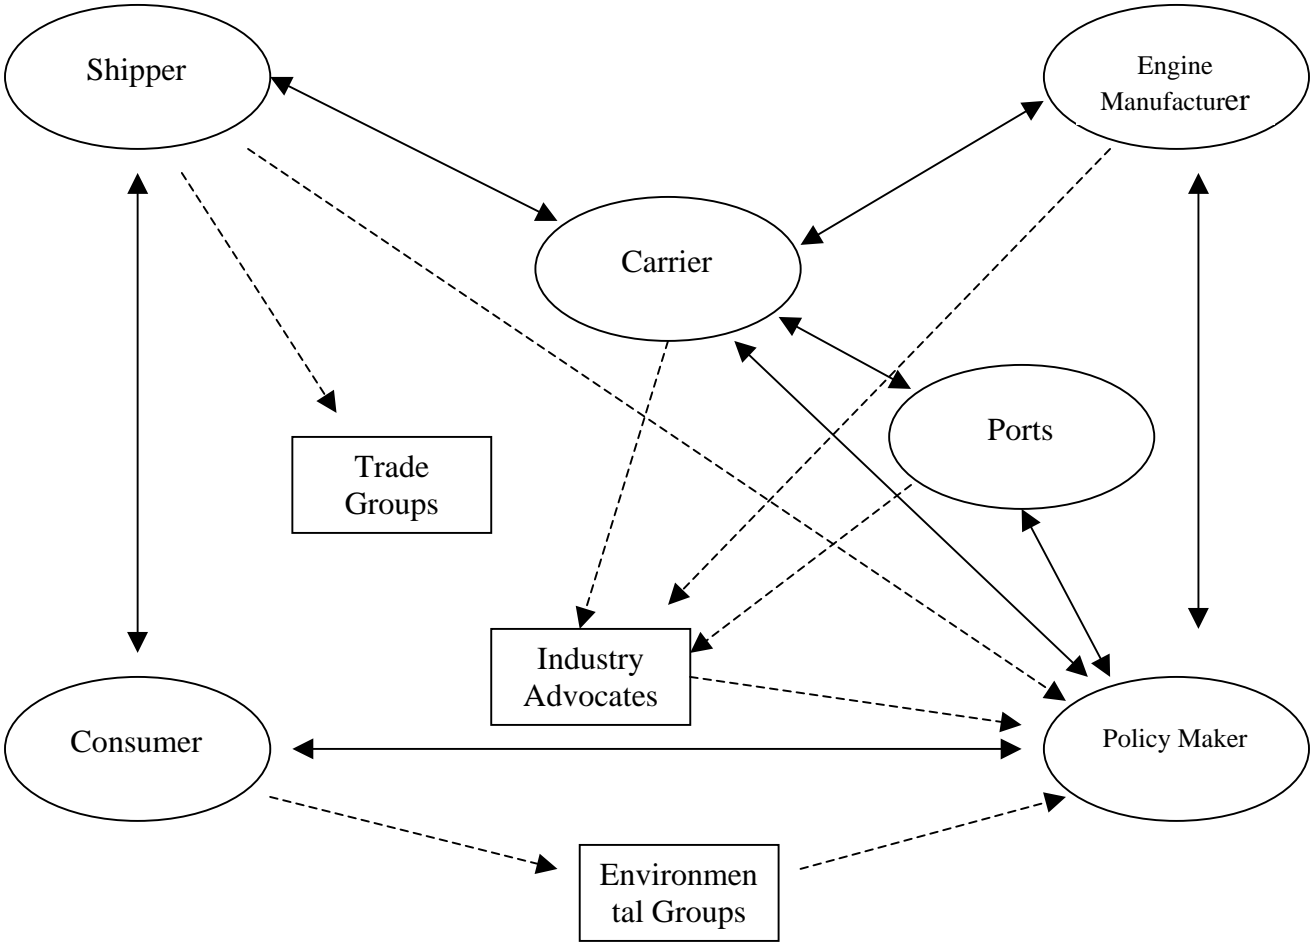 Shipper
Engine
Manufacturer
Carrier
Ports
Trade
Groups
Industry
Advocates
Consumer
Policy Maker
Environmen
tal Groups